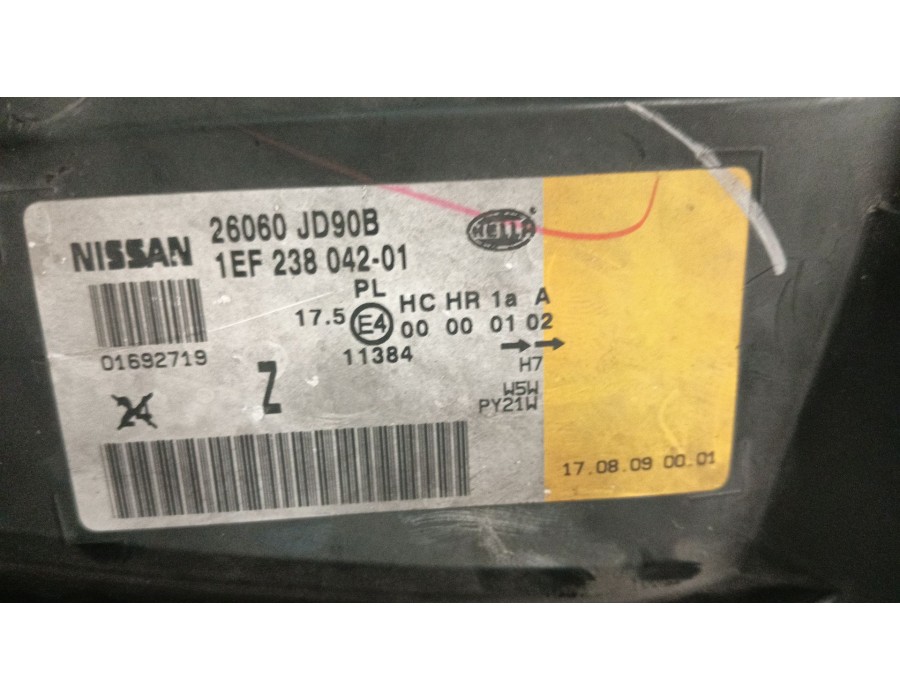 26060 JD90B
NISSAN
HELLA
1EF 238 042-01
PL
17.5 E4 HC HR 1a A
00 00 01 02
11384
01692719
H7
24
Z
W5W
PY21W
17.08.09 00.01